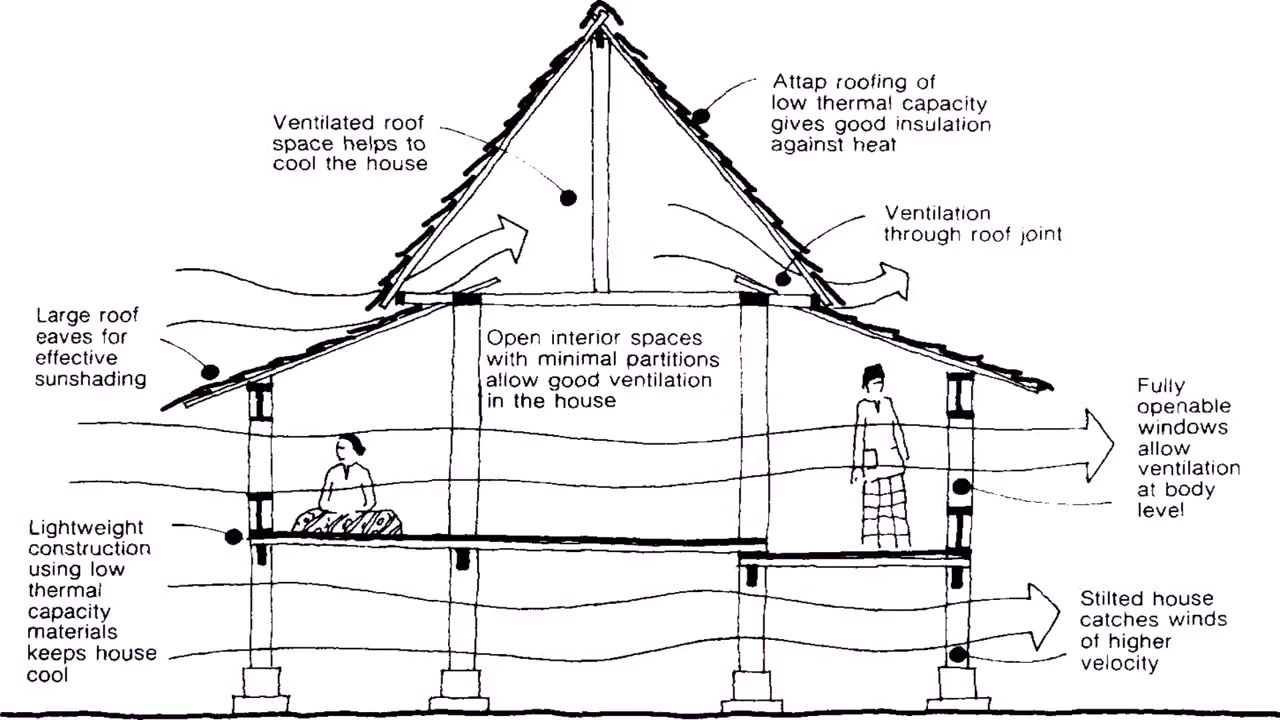 Ventilated roof
space helps to
cool the house
Attap roofing of
low thermal capacity
gives good insulation
against heat
Ventilation
through roof joint
Large roof
eaves for
effective
sunshading
Open interior spaces
with minimal partitions
allow good ventilation
in the house
Fully
openable
windows
allow
ventilation
at body
level
Lightweight
construction
using low
thermal
capacity
materials
keeps house
cool
Stilted house
catches winds
of higher
velocity